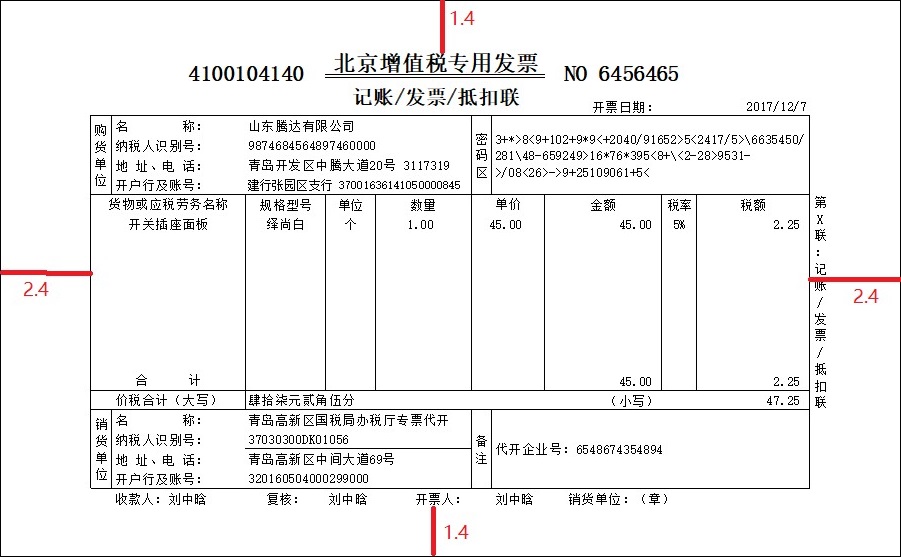 1.4
4100104140 北京增值税专用发票 NO 6456465
记账/发票/抵扣联
开票日期: 2017/12/7
购货单位
名 称: 山东腾达有限公司
纳税人识别号: 9874684564897460000
地 址、电 话: 青岛开发区中腾大道20号 3117319
开户行及账号: 建行张园区支行 37001636141050000845
密码区
3+*>8<9+102+9*9<+2040/91652>5<2417/5>\6635450/
281\48-659249>16*76*395<8+\<2-28>9531-
>/08<26>->9+25109061+5<
货物或应税劳务名称 规格型号 单位 数量 单价 金额 税率 税额
开关插座面板 绎尚白 个 1.00 45.00 45.00 5% 2.25
第X联:记账/发票/抵扣联
2.4
2.4
合 计 45.00 2.25
价税合计（大写） 肆拾柒元贰角伍分 （小写） 47.25
销货单位
名 称: 青岛高新区国税局办税厅专票代开
纳税人识别号: 37030300DK01056
地 址、电 话: 青岛高新区中间大道69号
开户行及账号: 320160504000299000
备注
代开企业号: 6548674354894
收款人: 刘中晗 复核: 刘中晗 开票人: 刘中晗 销货单位:（章）
1.4